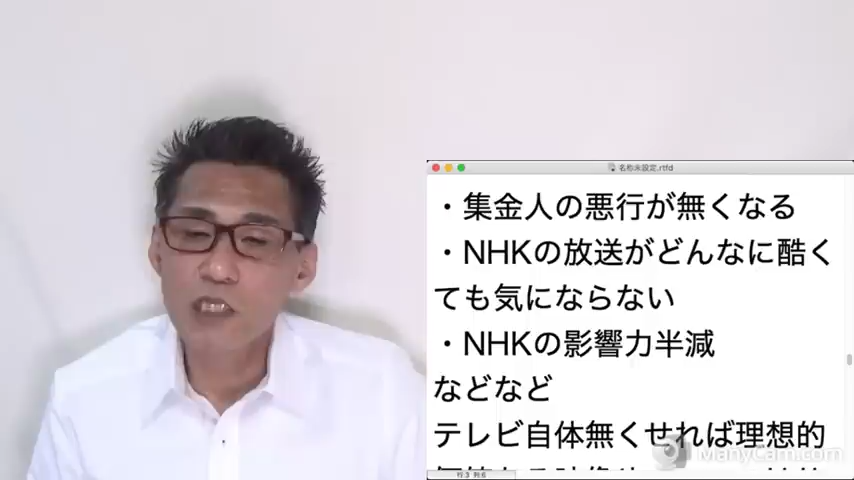 名称未設定.rtfd
・集金人の悪行が無くなる
・NHKの放送がどんなに酷く
ても気にならない
・NHKの影響力半減
などなど
テレビ自体無くせれば理想的
ManyCam.com